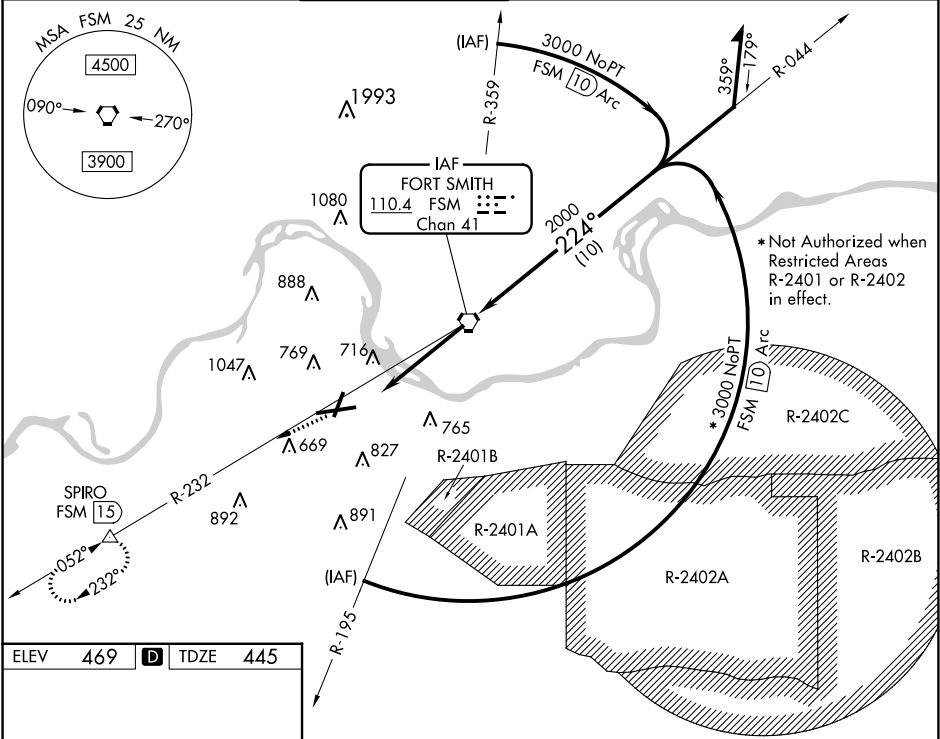 MSA FSM 25 NM
4500
090°
270°
3900
(IAF)
3000 NoPT
FSM 10 Arc
R-359
359°
179°
R-044
1993
IAF
FORT SMITH
110.4 FSM
Chan 41
1080
2000
224°
(10)
*Not Authorized when
Restricted Areas
R-2401 or R-2402
in effect.
888
1047
769
716
*3000 NoPT
FSM 10 Arc
R-2402C
765
669
827
R-2401B
R-232
SPIRO
FSM 15
892
891
R-2401A
R-2402B
052°
232°
(IAF)
R-2402A
R-195
ELEV 469 D TDZE 445